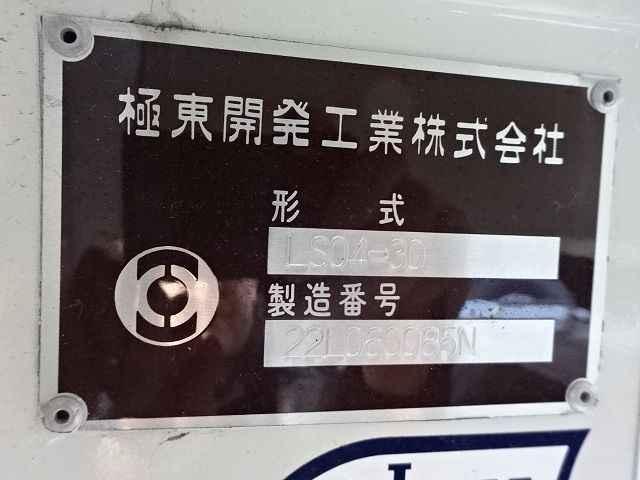 極東開発工業株式会社
形 式
LS04-30
製造番号
22L060085N